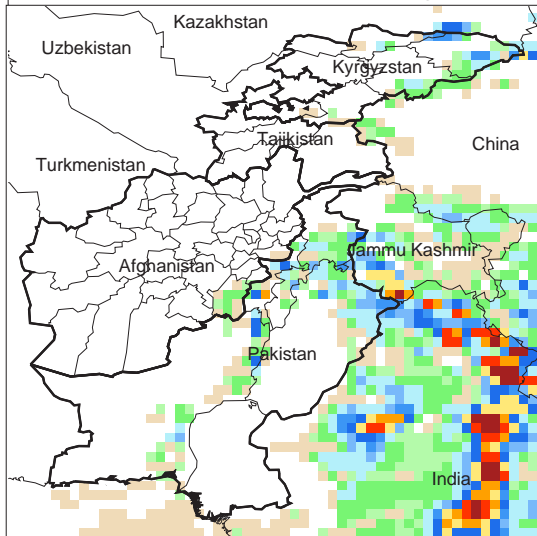 Kazakhstan
Uzbekistan
Kyrgyzstan
China
Tajikistan
Turkmenistan
Jammu Kashmir
Afghanistan
Pakistan
India